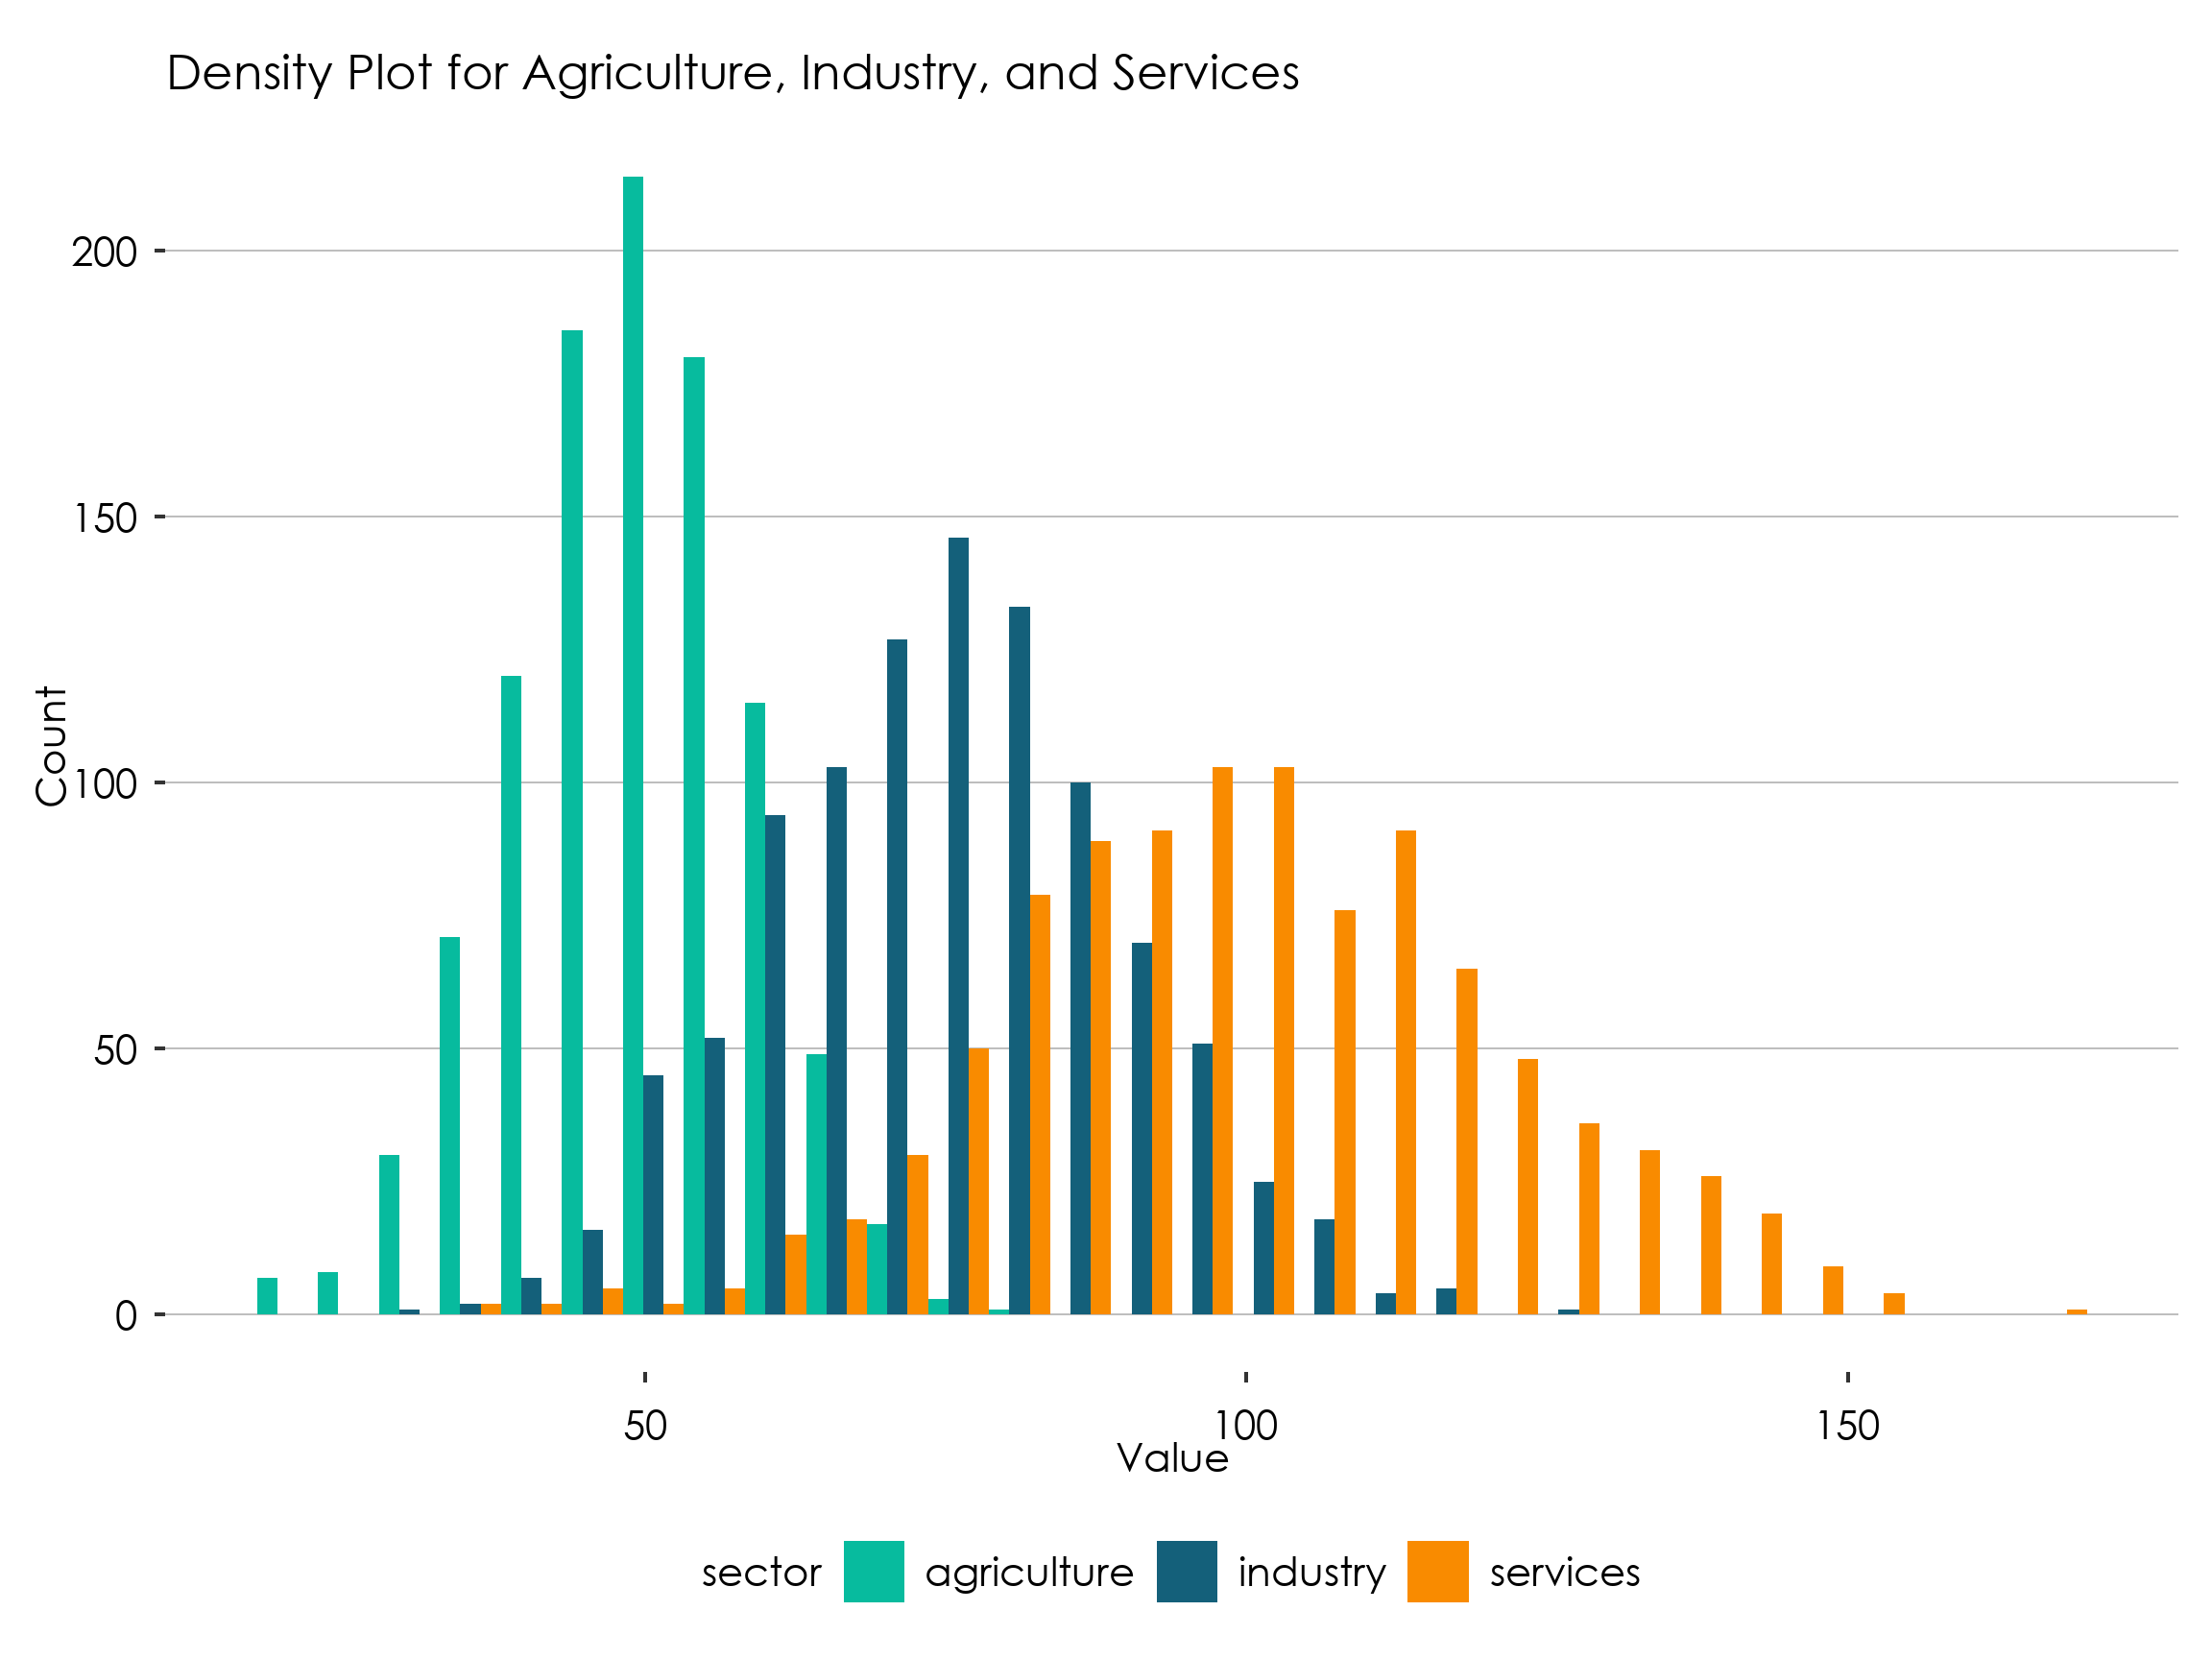 Density Plot for Agriculture, Industry, and Services
200
150
100
50
0
Count
50
100
150
Value
sector
agriculture
industry
services